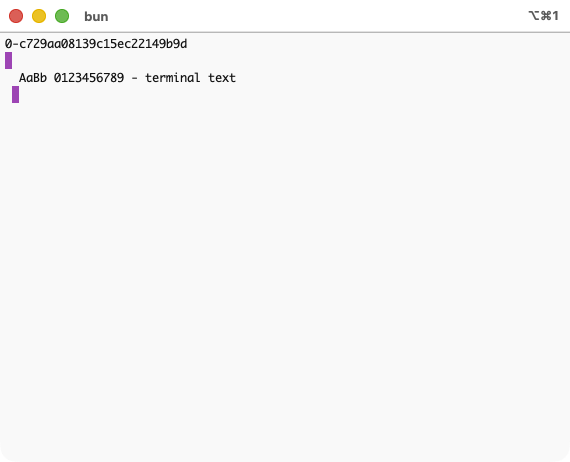 bun
⌥⌘1
0-c729aa08139c15ec22149b9d
AaBb 0123456789 - terminal text